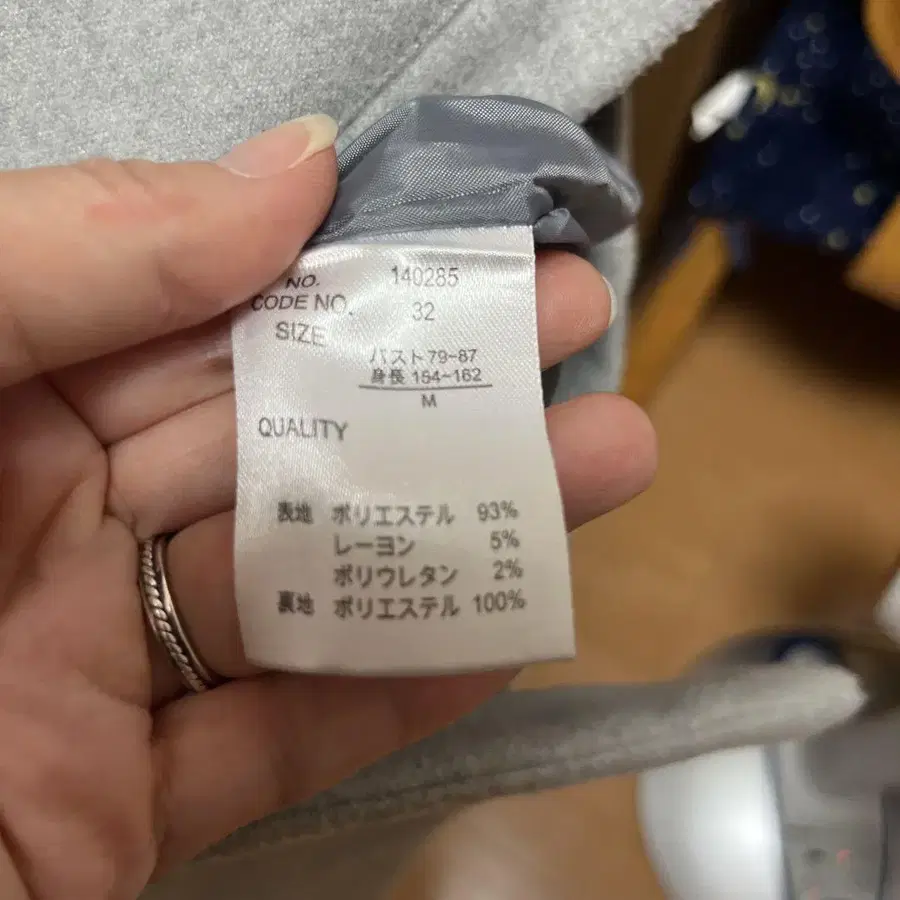 NO. 140285
CODE NO. 32
SIZE
バスト79-87
身長 154-162
M
QUALITY
表地 ポリエステル 93%
レーヨン 5%
ポリウレタン 2%
裏地 ポリエステル 100%